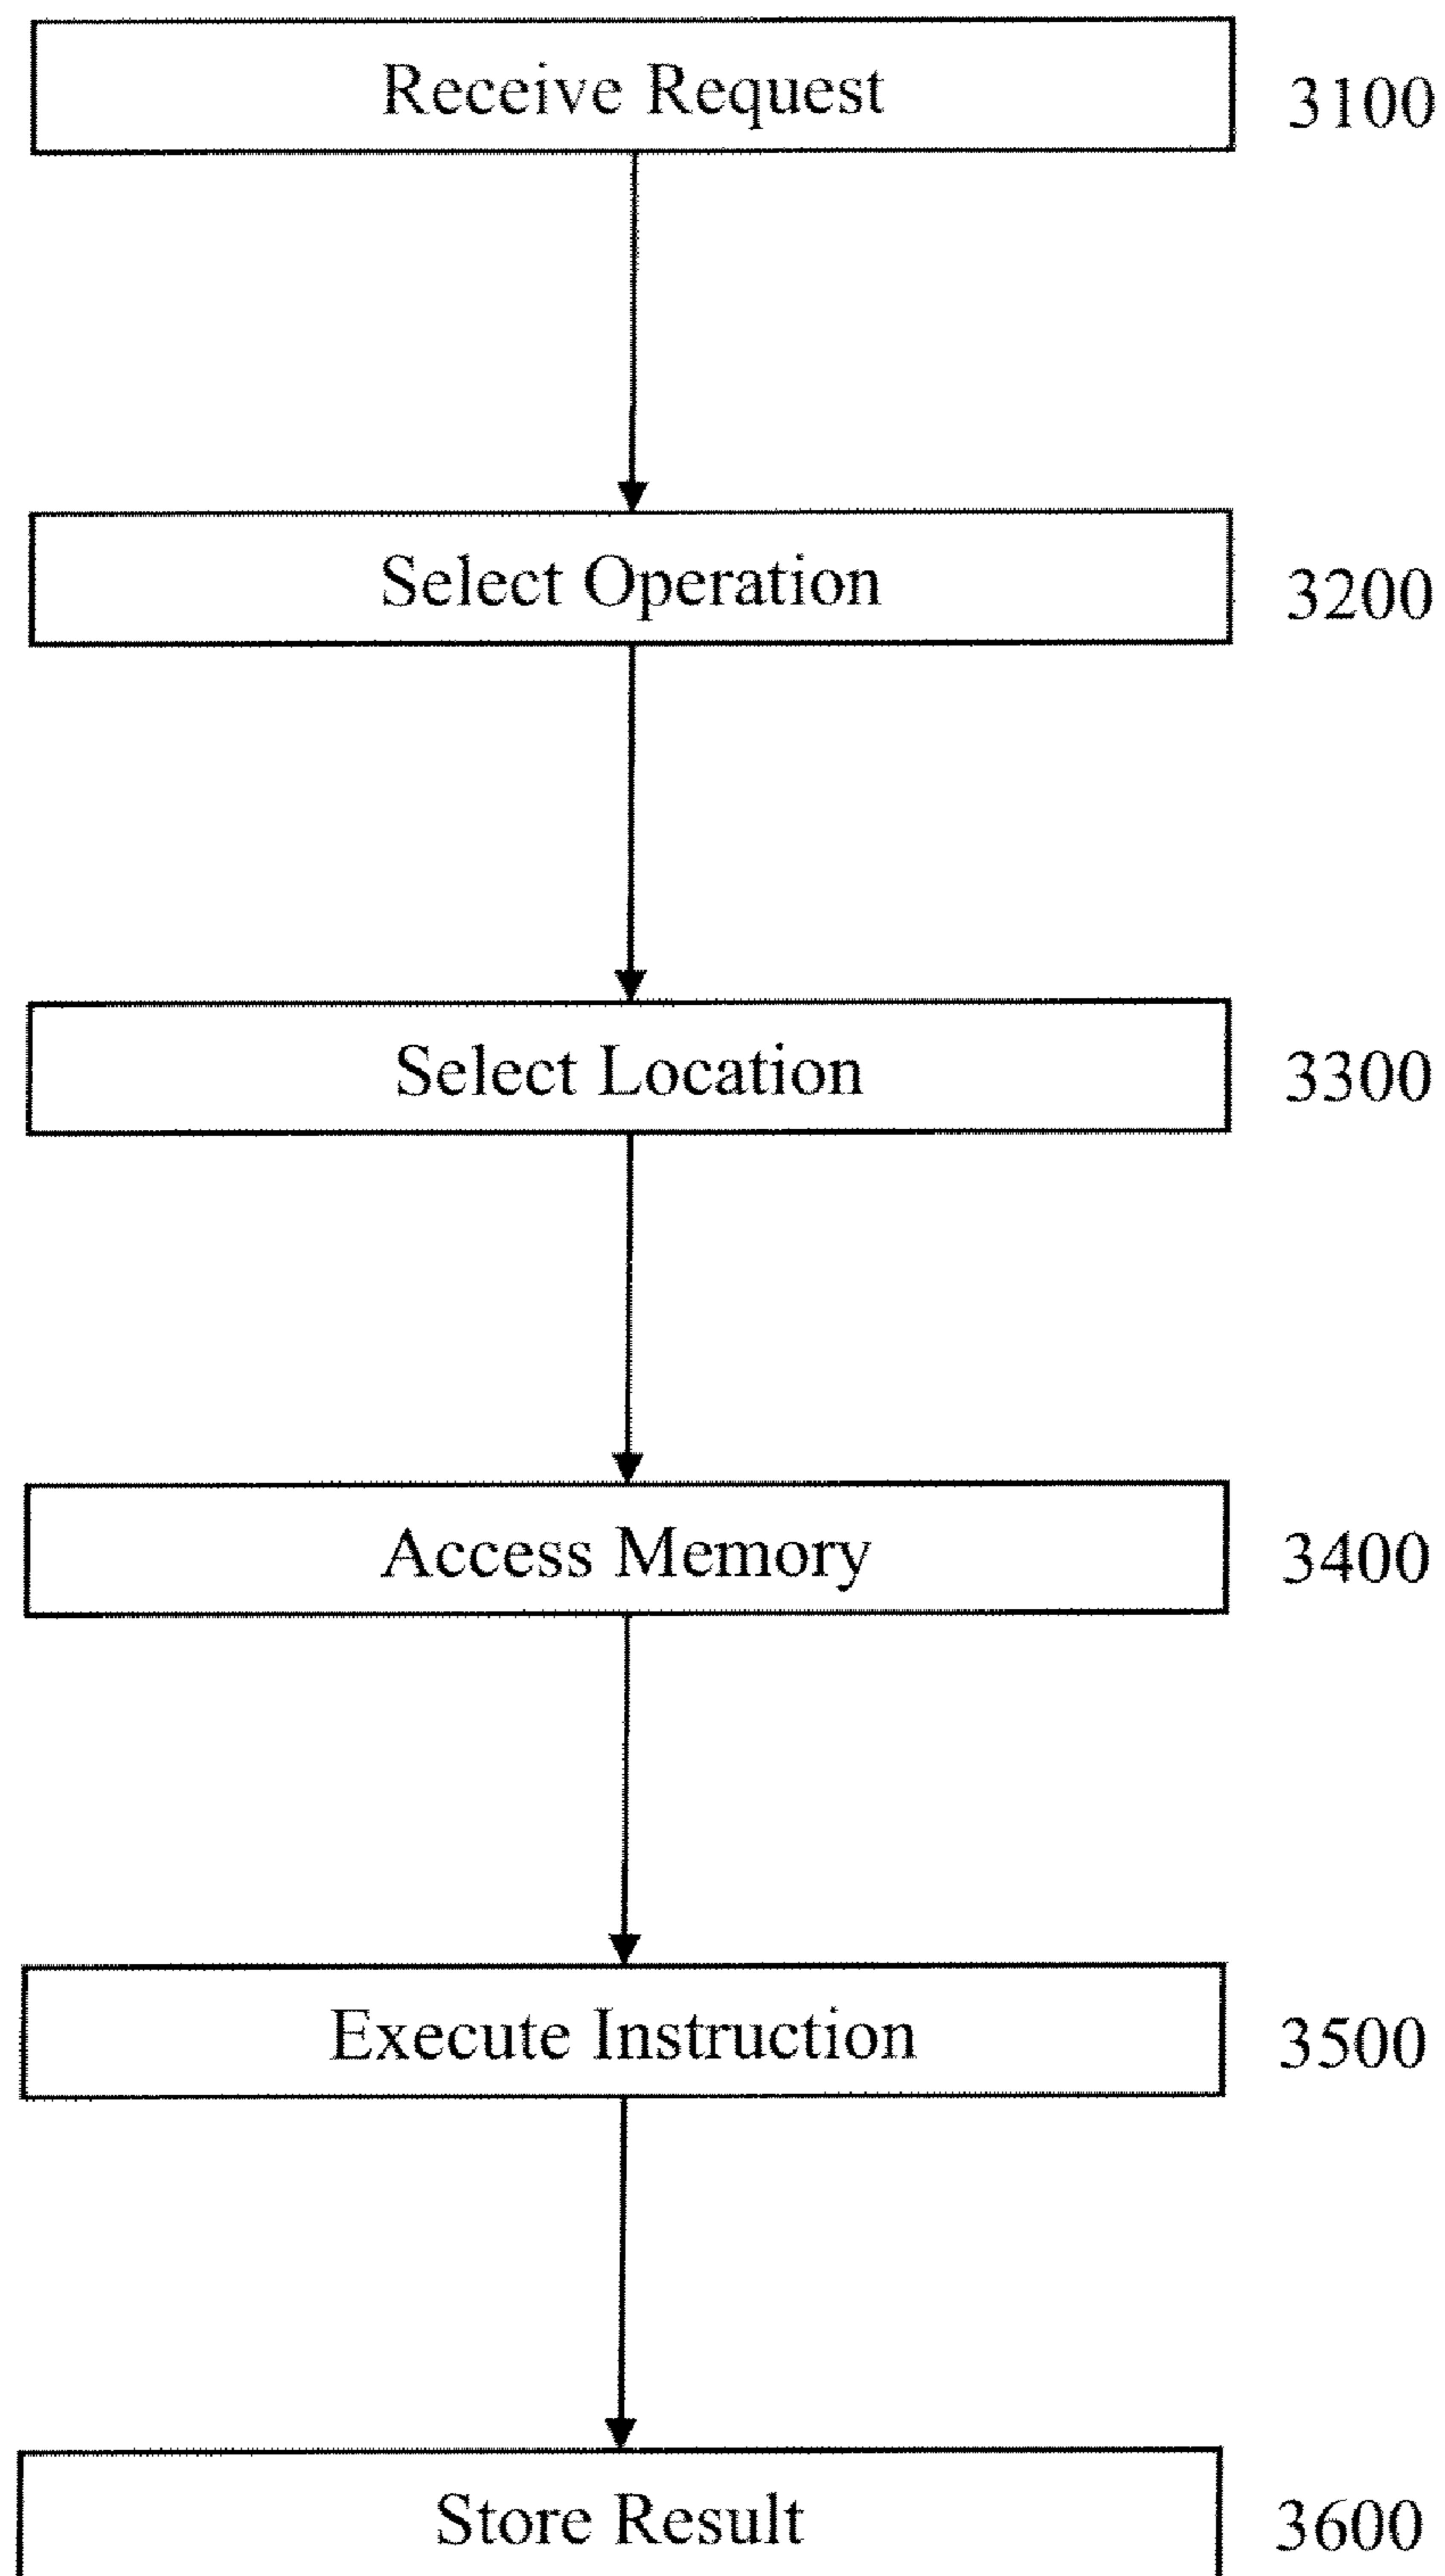 Receive Request 3100
Select Operation 3200
Select Location 3300
Access Memory 3400
Execute Instruction 3500
Store Result 3600